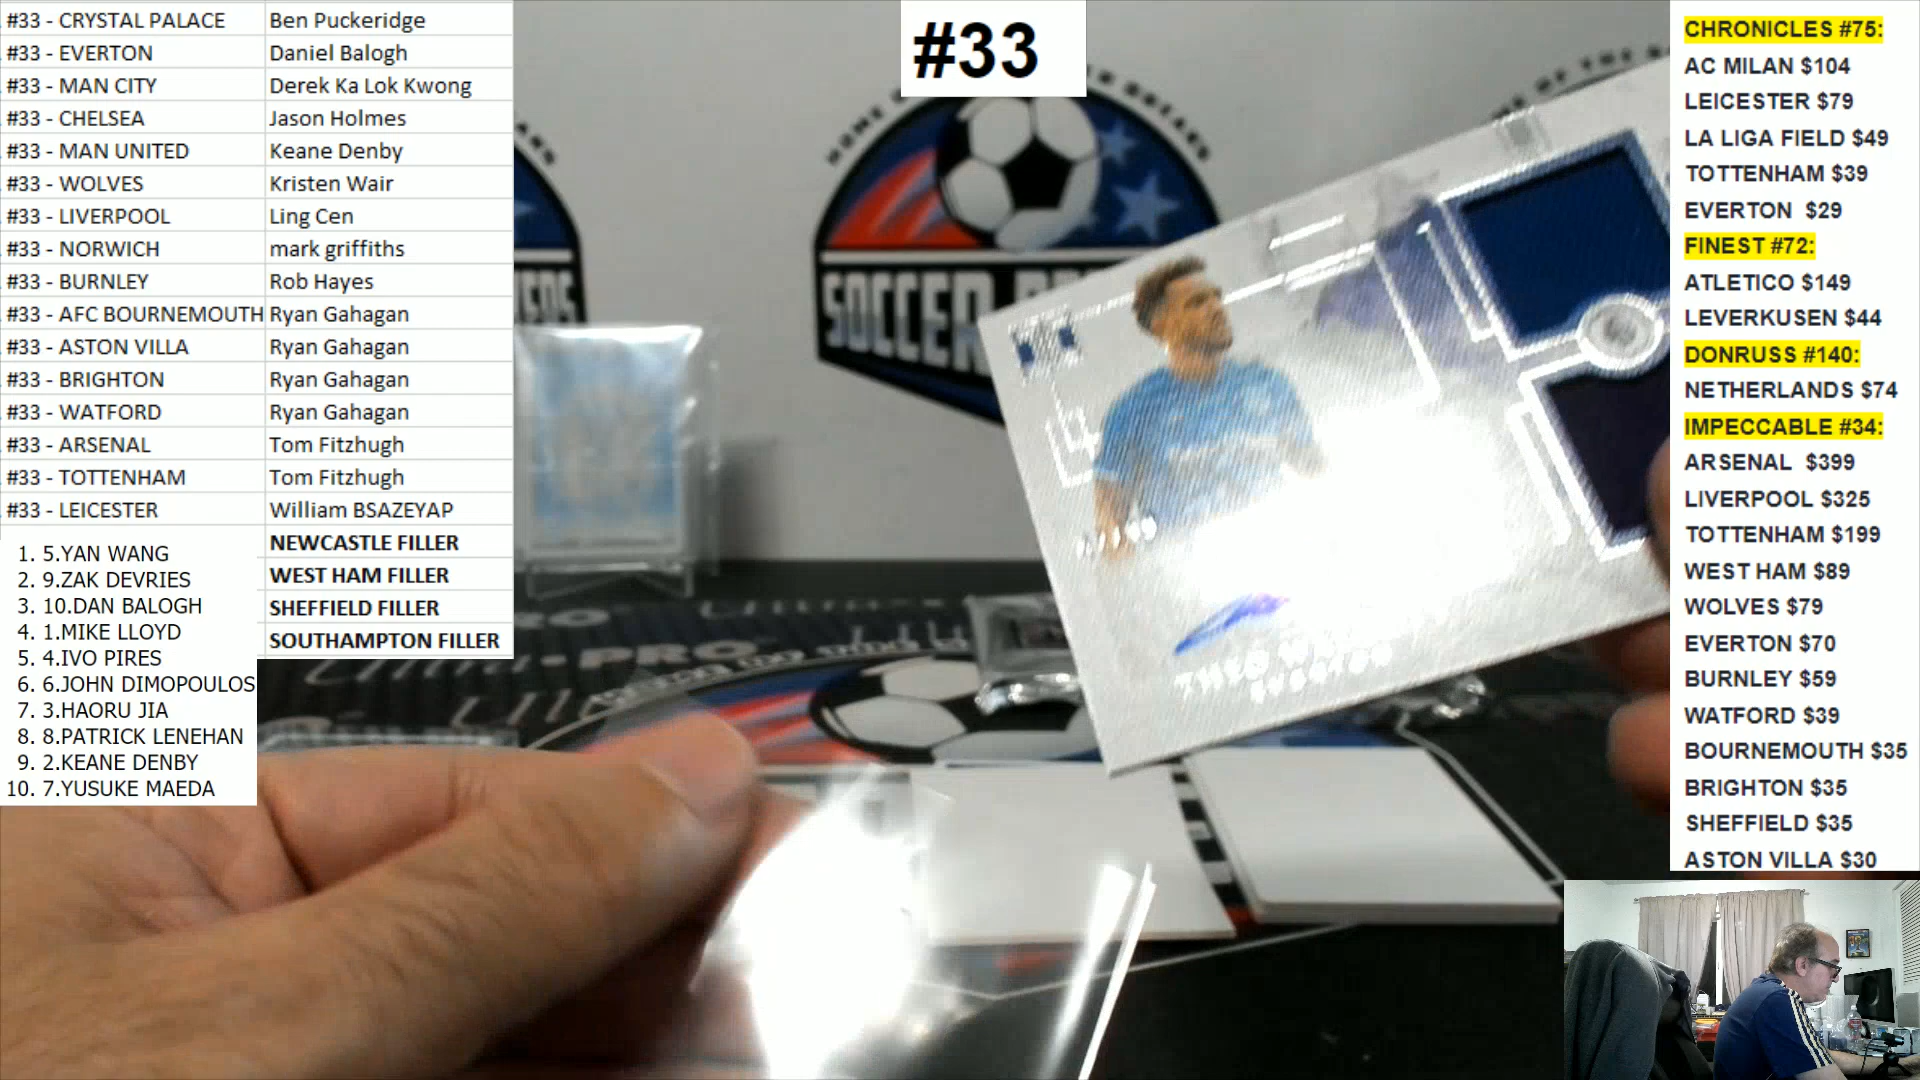 #33 - CRYSTAL PALACE Ben Puckeridge
#33 - EVERTON Daniel Balogh
#33 - MAN CITY Derek Ka Lok Kwong
#33 - CHELSEA Jason Holmes
#33 - MAN UNITED Keane Denby
#33 - WOLVES Kristen Wair
#33 - LIVERPOOL Ling Cen
#33 - NORWICH mark griffiths
#33 - BURNLEY Rob Hayes
#33 - AFC BOURNEMOUTH Ryan Gahagan
#33 - ASTON VILLA Ryan Gahagan
#33 - BRIGHTON Ryan Gahagan
#33 - WATFORD Ryan Gahagan
#33 - ARSENAL Tom Fitzhugh
#33 - TOTTENHAM Tom Fitzhugh
#33 - LEICESTER William BSAZEYAP
NEWCASTLE FILLER
WEST HAM FILLER
SHEFFIELD FILLER
SOUTHAMPTON FILLER
1. 5.YAN WANG
2. 9.ZAK DEVRIES
3. 10.DAN BALOGH
4. 1.MIKE LLOYD
5. 4.IVO PIRES
6. 6.JOHN DIMOPOULOS
7. 3.HAORU JIA
8. 8.PATRICK LENEHAN
9. 2.KEANE DENBY
10. 7.YUSUKE MAEDA
#33
SOCCER
THEO
EVERTON
PRO
CHRONICLES #75:
AC MILAN $104
LEICESTER $79
LA LIGA FIELD $49
TOTTENHAM $39
EVERTON $29
FINEST #72:
ATLETICO $149
LEVERKUSEN $44
DONRUSS #140:
NETHERLANDS $74
IMPECCABLE #34:
ARSENAL $399
LIVERPOOL $325
TOTTENHAM $199
WEST HAM $89
WOLVES $79
EVERTON $70
BURNLEY $59
WATFORD $39
BOURNEMOUTH $35
BRIGHTON $35
SHEFFIELD $35
ASTON VILLA $30